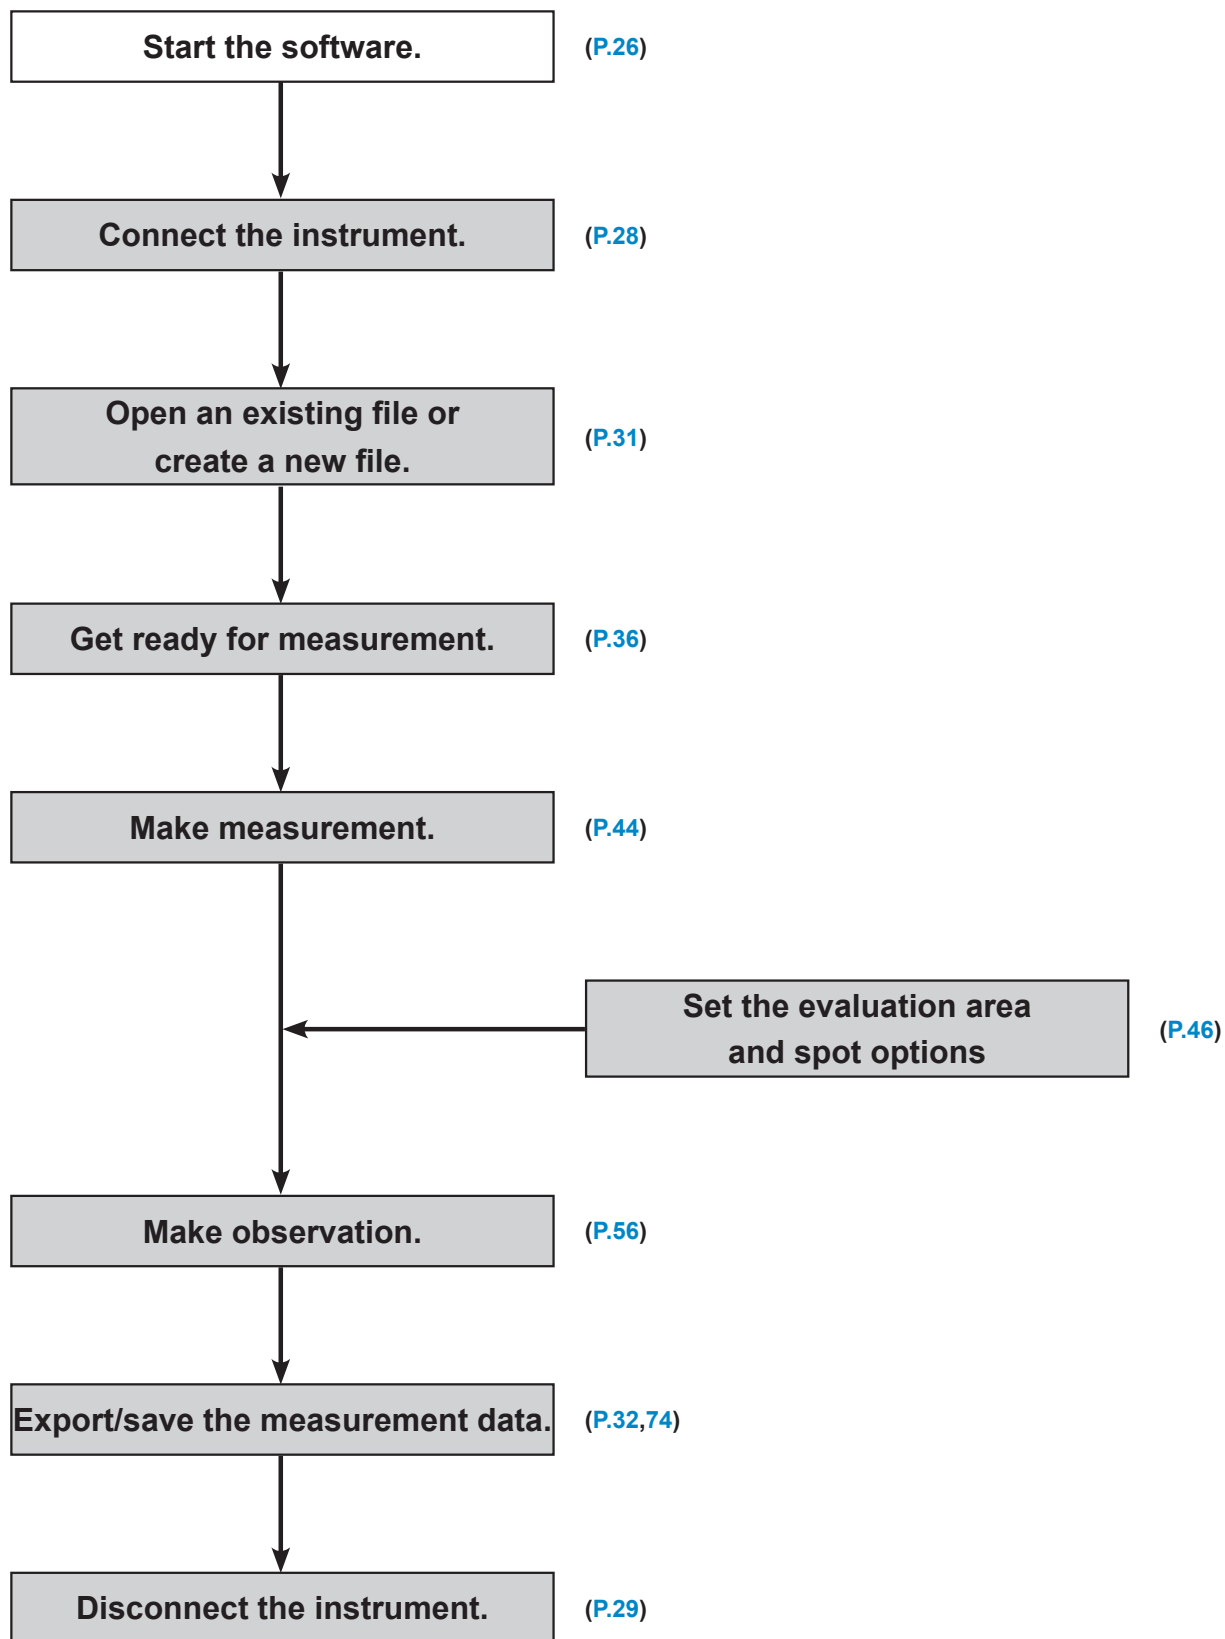 Start the software.
(P.26)
Connect the instrument.
(P.28)
Open an existing file or
create a new file.
(P.31)
Get ready for measurement.
(P.36)
Make measurement.
(P.44)
Set the evaluation area
and spot options
(P.46)
Make observation.
(P.56)
Export/save the measurement data.
(P.32,74)
Disconnect the instrument.
(P.29)